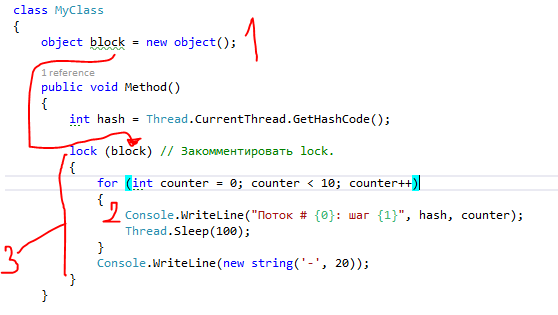 class MyClass
{
object block = new object(); 1
1 reference
public void Method()
{
int hash = Thread.CurrentThread.GetHashCode();
lock (block) // Закомментировать lock.
{
for (int counter = 0; counter < 10; counter++)
{
2 Console.WriteLine("Поток # {0}: шаг {1}", hash, counter);
Thread.Sleep(100);
}
3 Console.WriteLine(new string('-', 20));
}
}